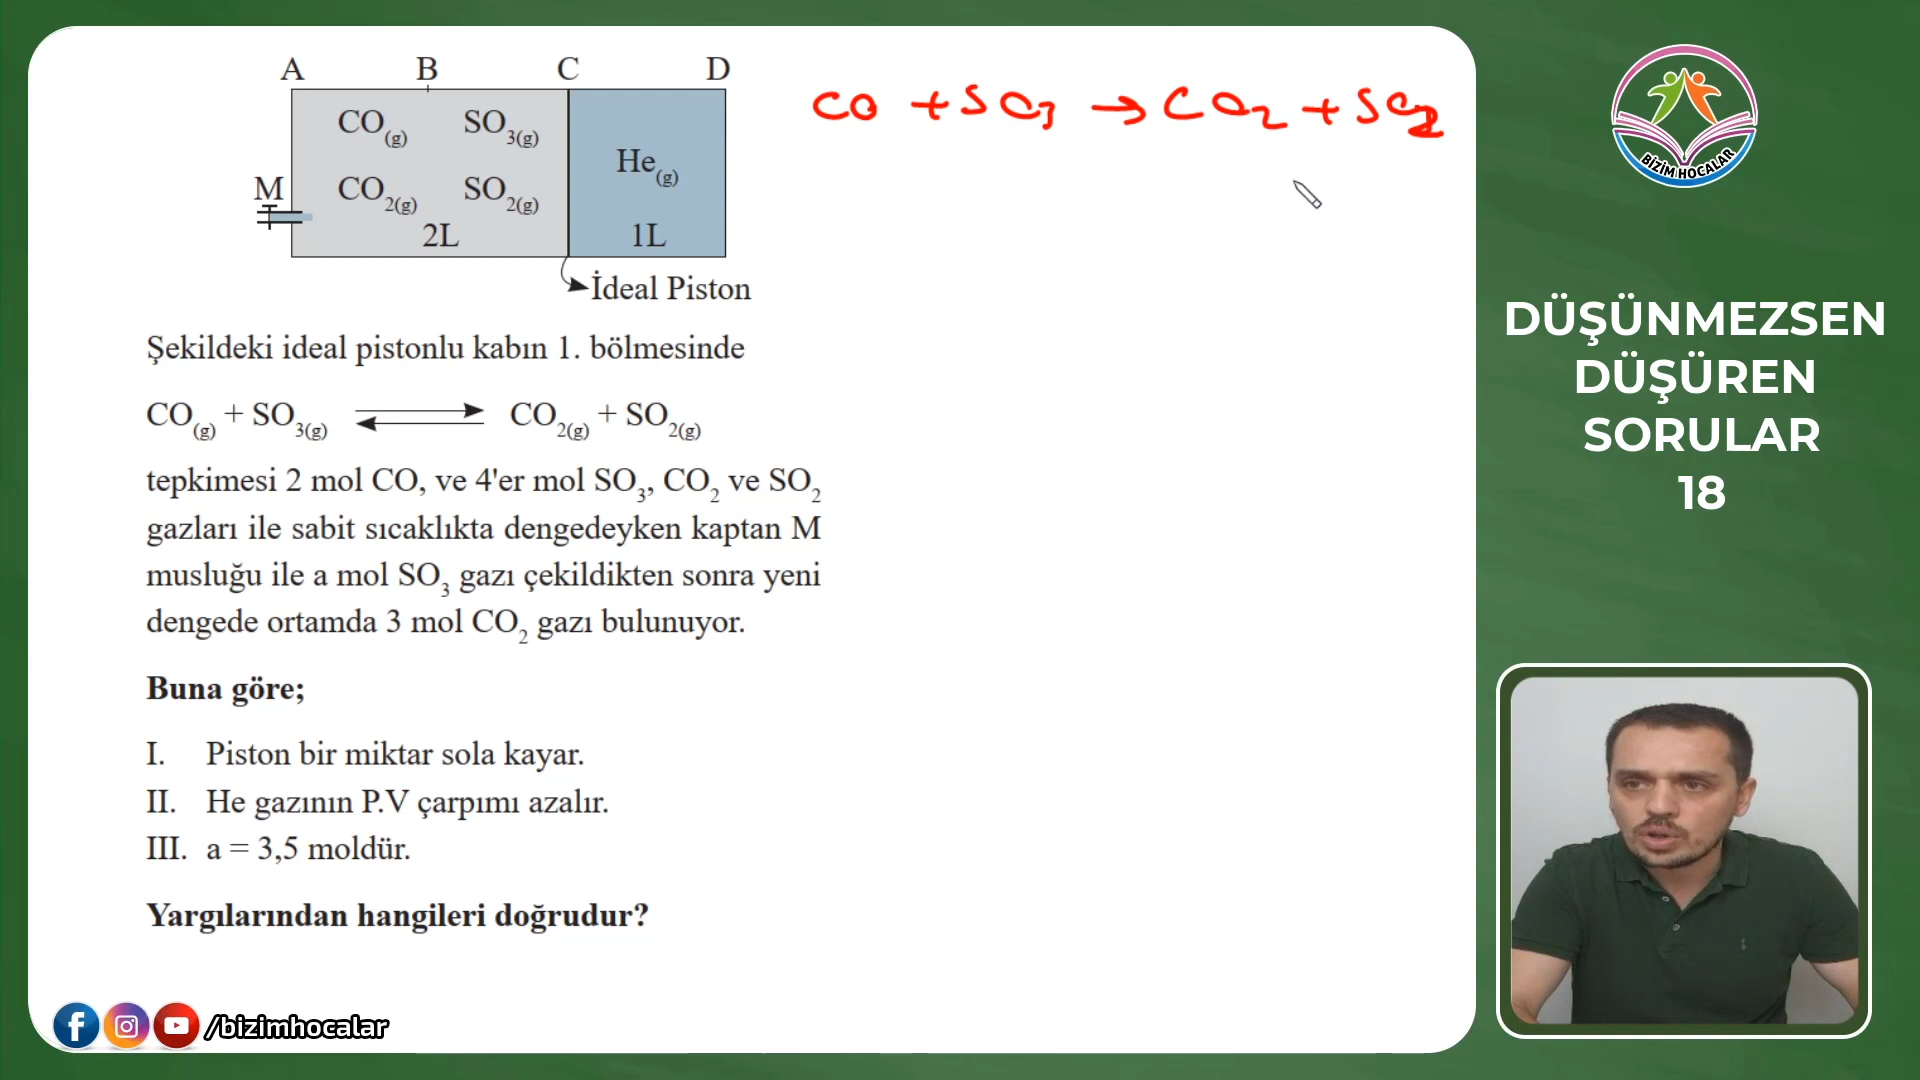 A B C D
CO + SO3 → CO2 + SO2
CO(g) SO3(g)
He(g)
M CO2(g) SO2(g)
2L 1L
İdeal Piston
Şekildeki ideal pistonlu kabın 1. bölmesinde
CO(g) + SO3(g) ⇄ CO2(g) + SO2(g)
tepkimesi 2 mol CO, ve 4'er mol SO3, CO2 ve SO2
gazları ile sabit sıcaklıkta dengedeyken kaptan M
musluğu ile a mol SO3 gazı çekildikten sonra yeni
dengede ortamda 3 mol CO2 gazı bulunuyor.
Buna göre;
I. Piston bir miktar sola kayar.
II. He gazının P.V çarpımı azalır.
III. a = 3,5 moldür.
Yargılarından hangileri doğrudur?
/bizimhocalar
BİZİM HOCALAR
DÜŞÜNMEZSEN
DÜŞÜREN
SORULAR
18